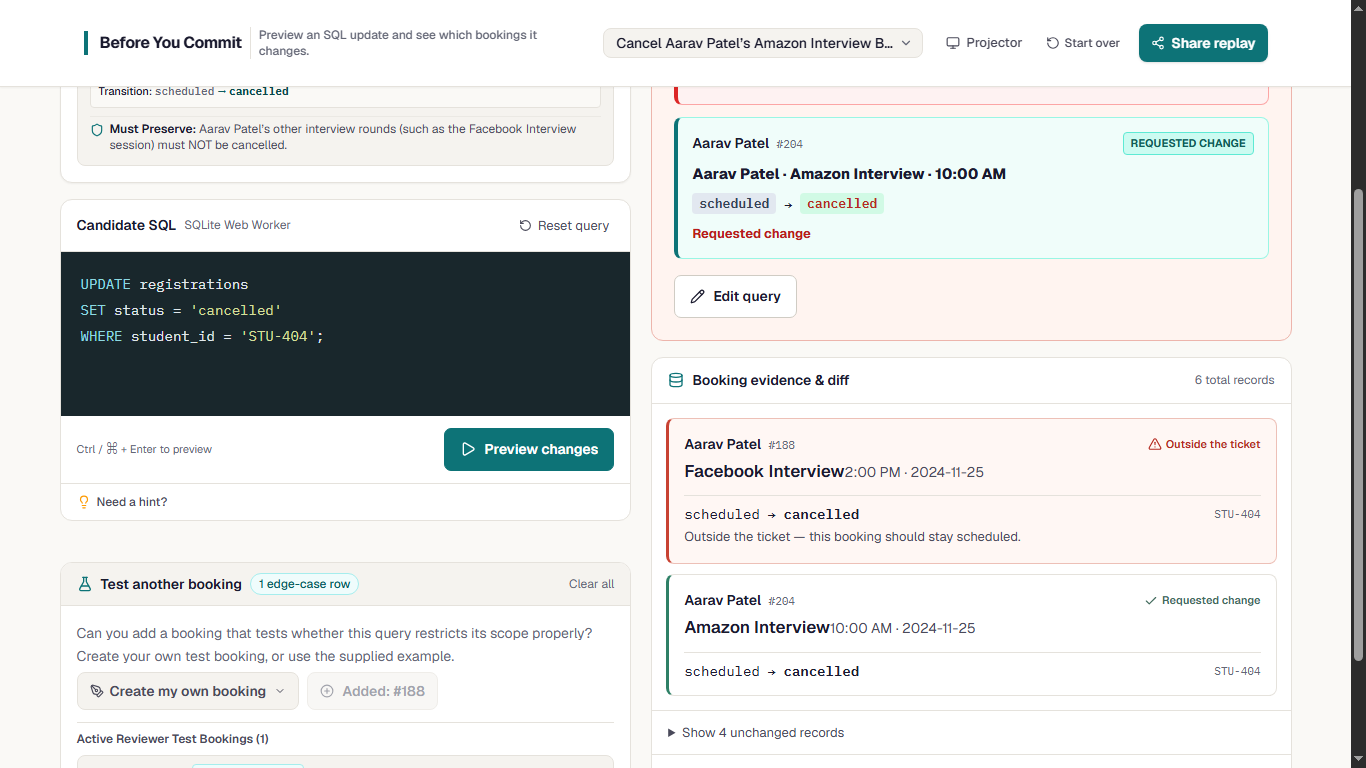 Before You Commit
Preview an SQL update and see which bookings it
changes.
Cancel Aarav Patel's Amazon Interview B...
Projector
Start over
Share replay
Transition: scheduled → cancelled
Must Preserve: Aarav Patel's other interview rounds (such as the Facebook Interview
session) must NOT be cancelled.
Candidate SQL SQLite Web Worker
Reset query
UPDATE registrations
SET status = 'cancelled'
WHERE student_id = 'STU-404';
Ctrl / ⌘ + Enter to preview
Preview changes
Need a hint?
Test another booking
1 edge-case row
Clear all
Can you add a booking that tests whether this query restricts its scope properly?
Create your own test booking, or use the supplied example.
Create my own booking
Added: #188
Active Reviewer Test Bookings (1)
Aarav Patel #204
REQUESTED CHANGE
Aarav Patel · Amazon Interview · 10:00 AM
scheduled → cancelled
Requested change
Edit query
Booking evidence & diff
6 total records
Aarav Patel #188
Outside the ticket
Facebook Interview2:00 PM · 2024-11-25
scheduled → cancelled
STU-404
Outside the ticket — this booking should stay scheduled.
Aarav Patel #204
Requested change
Amazon Interview10:00 AM · 2024-11-25
scheduled → cancelled
STU-404
Show 4 unchanged records